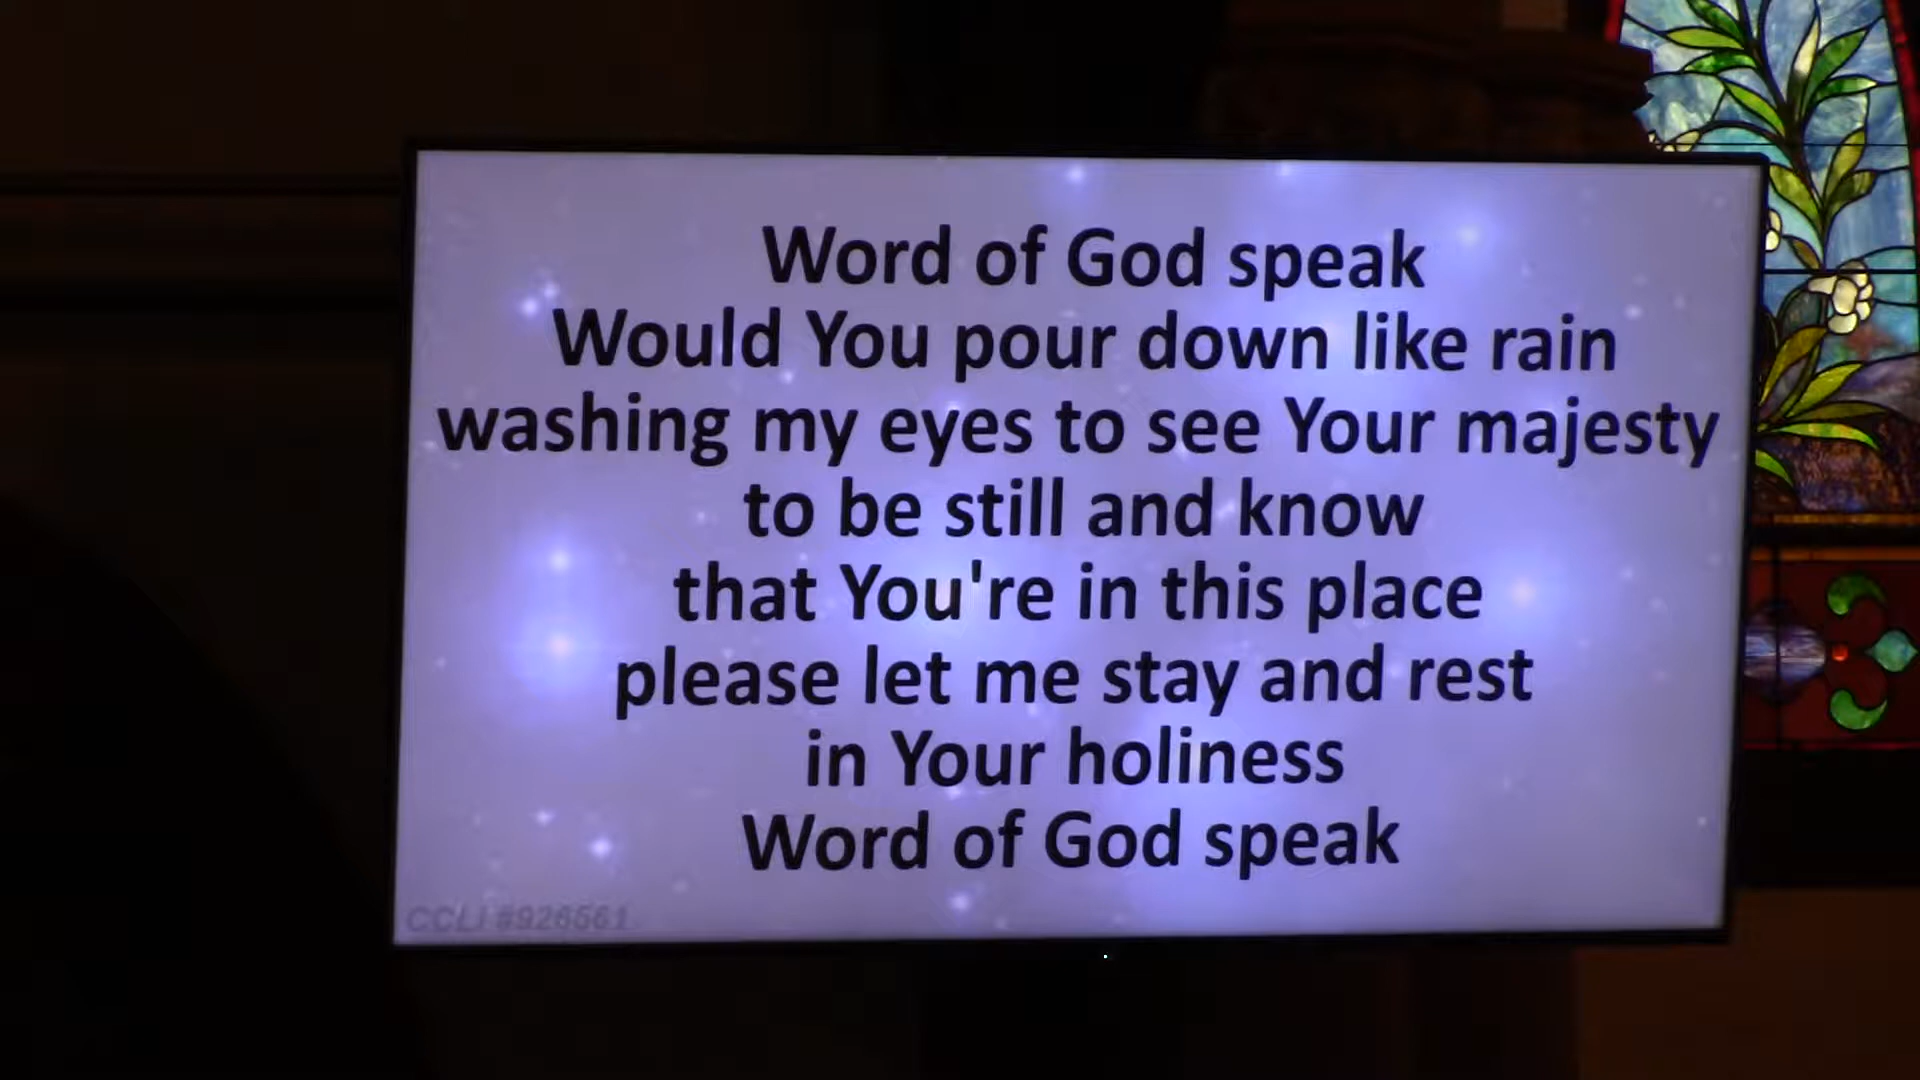 Word of God speak
Would You pour down like rain
washing my eyes to see Your majesty
to be still and know
that You're in this place
please let me stay and rest
in Your holiness
Word of God speak
CCLI #926561